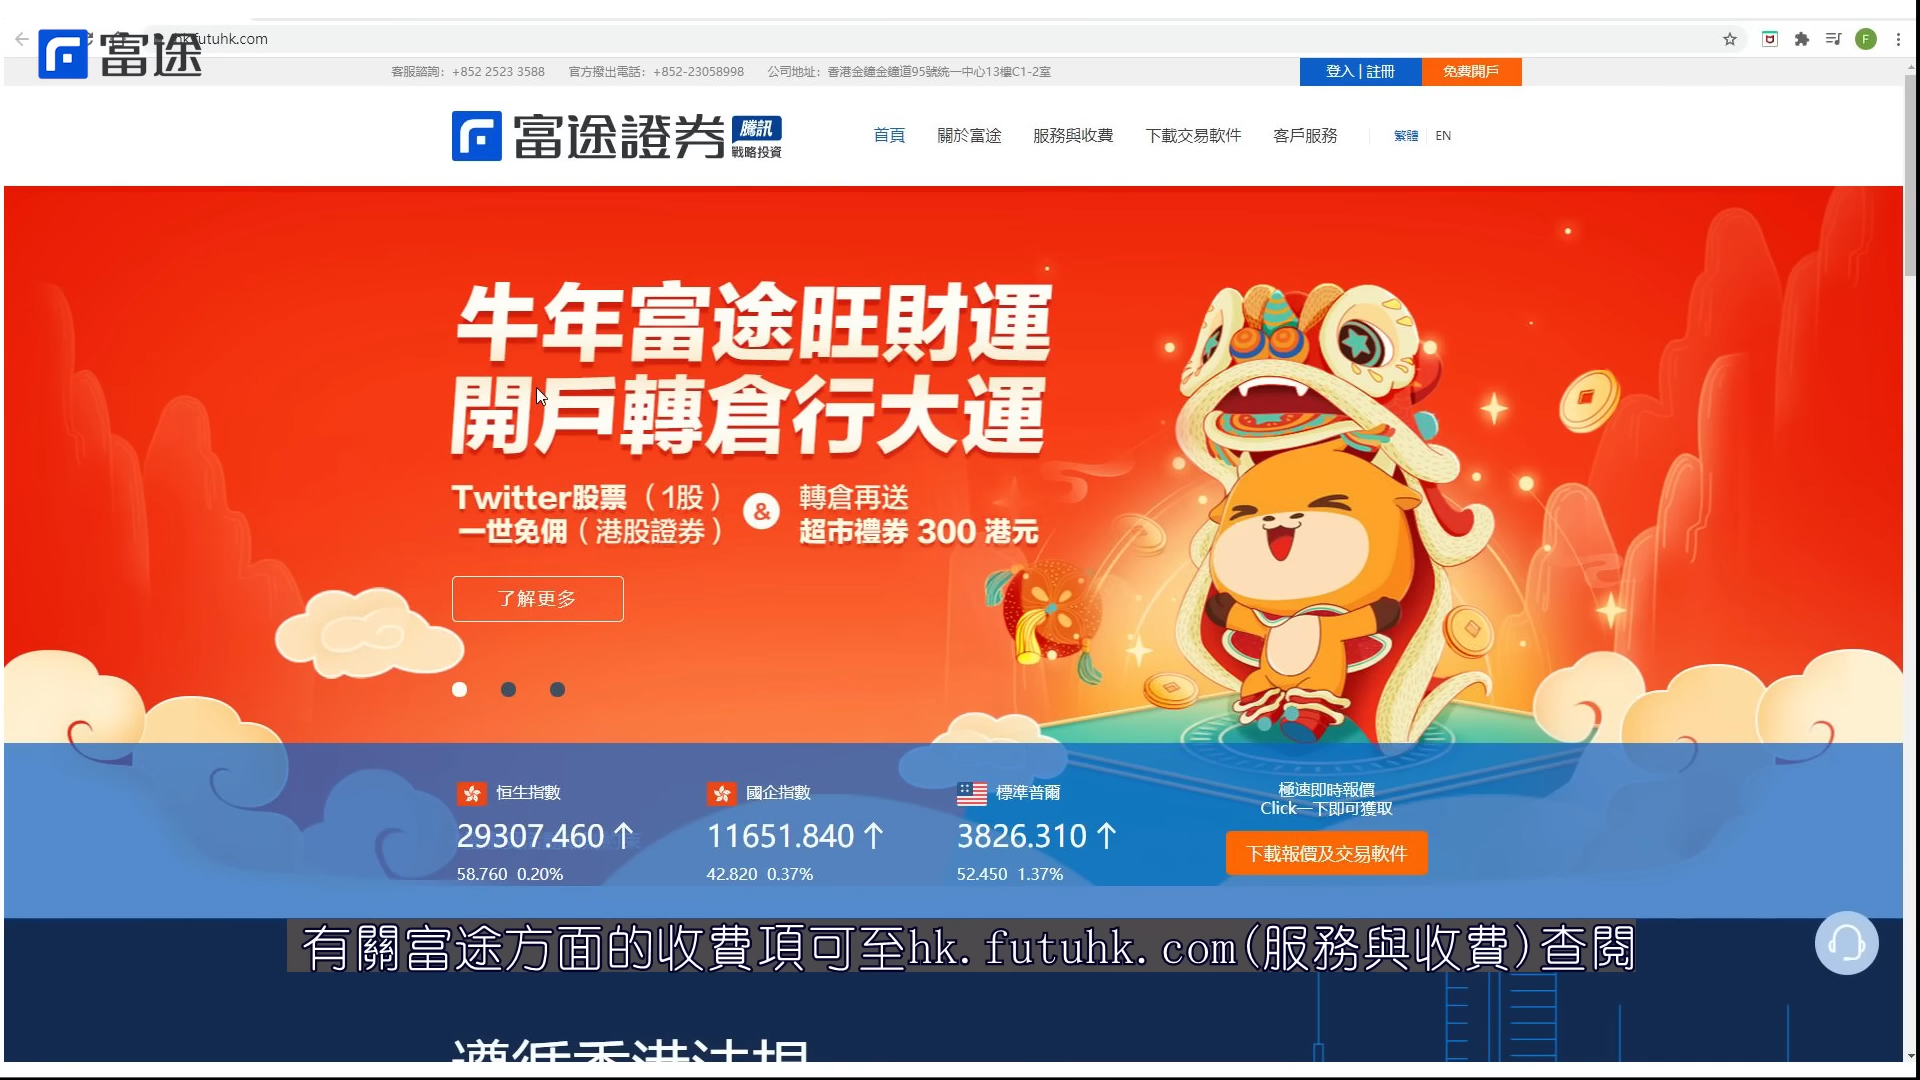 富途
futuhk.com
客服諮詢：+852 2523 3588 官方撥出電話：+852-23058998 公司地址：香港金鐘金鐘道95號統一中心13樓C1-2室
登入 | 註冊
免費開戶
富途證券
騰訊
戰略投資
首頁 關於富途 服務與收費 下載交易軟件 客戶服務 繁體 EN
牛年富途旺財運
開戶轉倉行大運
Twitter股票（1股）
一世免佣（港股證券）
&
轉倉再送
超市禮券 300 港元
了解更多
恒生指數
29307.460 ↑
58.760 0.20%
國企指數
11651.840 ↑
42.820 0.37%
標準普爾
3826.310 ↑
52.450 1.37%
極速即時報價
Click一下即可獲取
下載報價及交易軟件
有關富途方面的收費項可至hk.futuhk.com(服務與收費)查閱
遵循香港法規
F